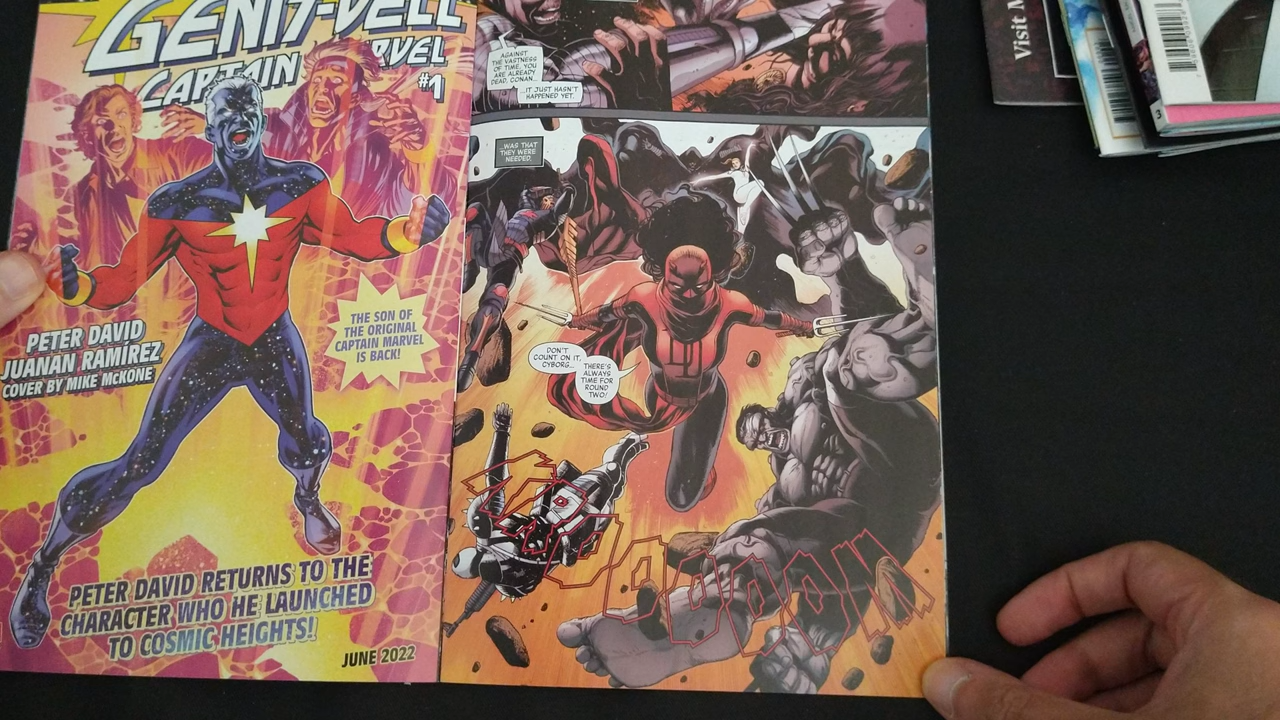 GENIS-VELL
CAPTAIN MARVEL
#1
THE SON OF
THE ORIGINAL
CAPTAIN MARVEL
IS BACK!
PETER DAVID
JUANAN RAMÍREZ
COVER BY MIKE McKONE
PETER DAVID RETURNS TO THE
CHARACTER WHO HE LAUNCHED
TO COSMIC HEIGHTS!
JUNE 2022
AGAINST
THE VASTNESS
OF TIME, YOU
ARE ALREADY
DEAD, CONAN...
...IT JUST HASN'T
HAPPENED YET.
...WAS THAT
THEY WERE
NEEDED.
DON'T
COUNT ON IT,
CYBORG...
THERE'S
ALWAYS
TIME FOR
ROUND
TWO!
Visit M
3